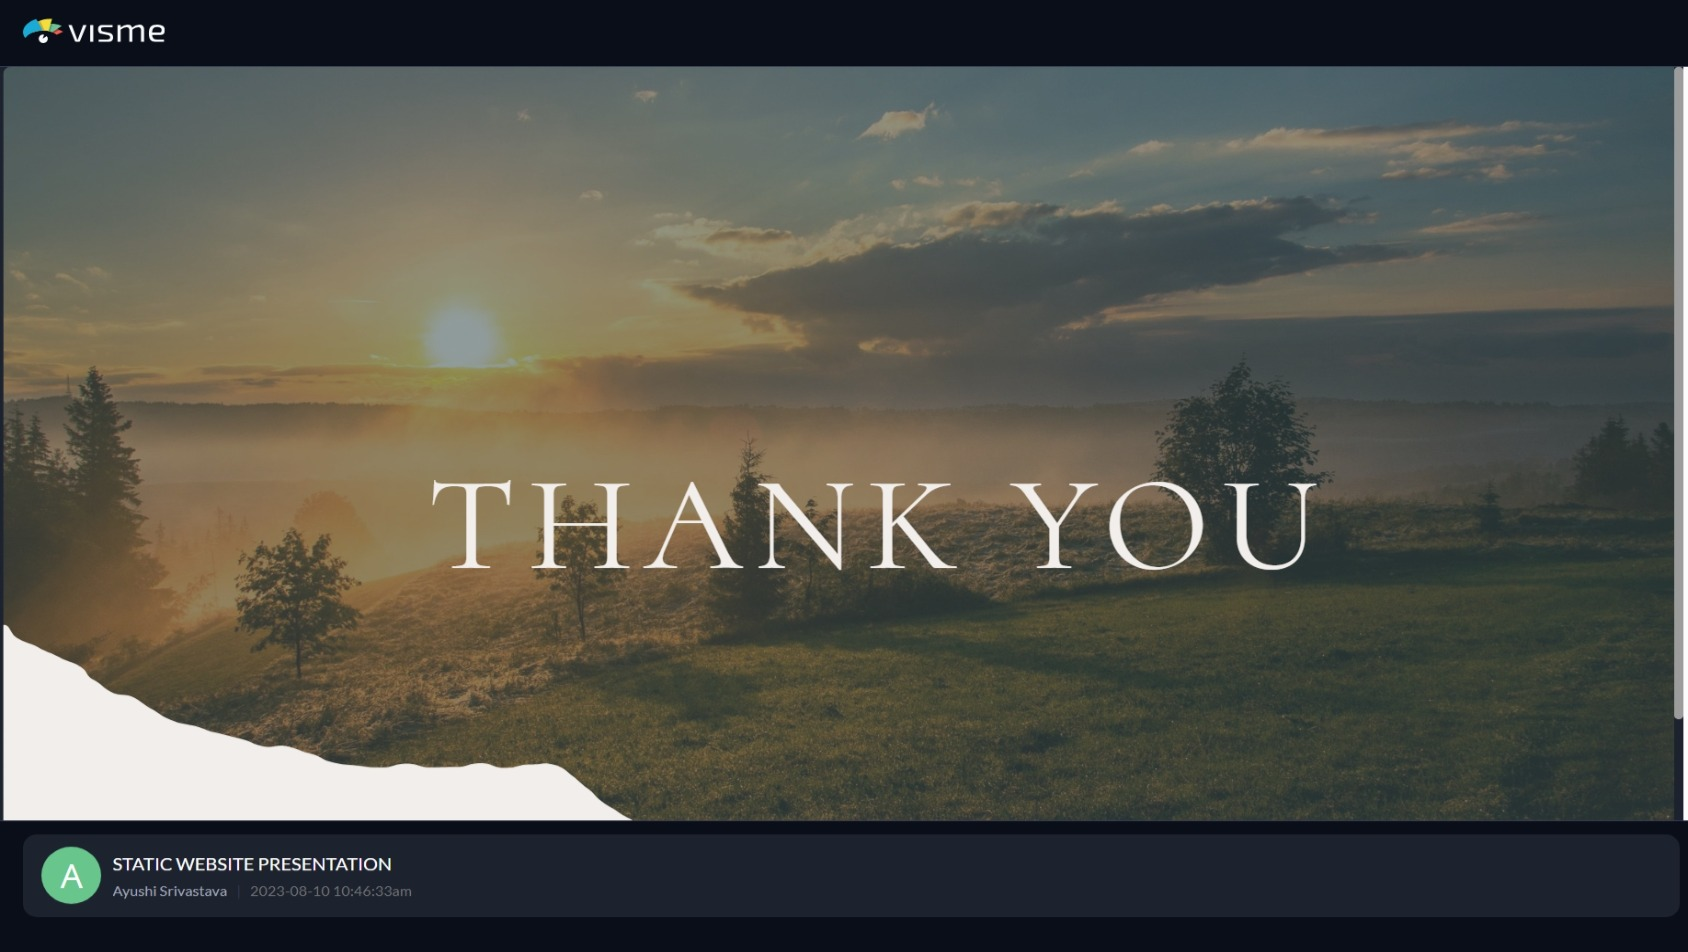 visme
THANK YOU
A
STATIC WEBSITE PRESENTATION
Ayushi Srivastava | 2023-08-10 10:46:33am